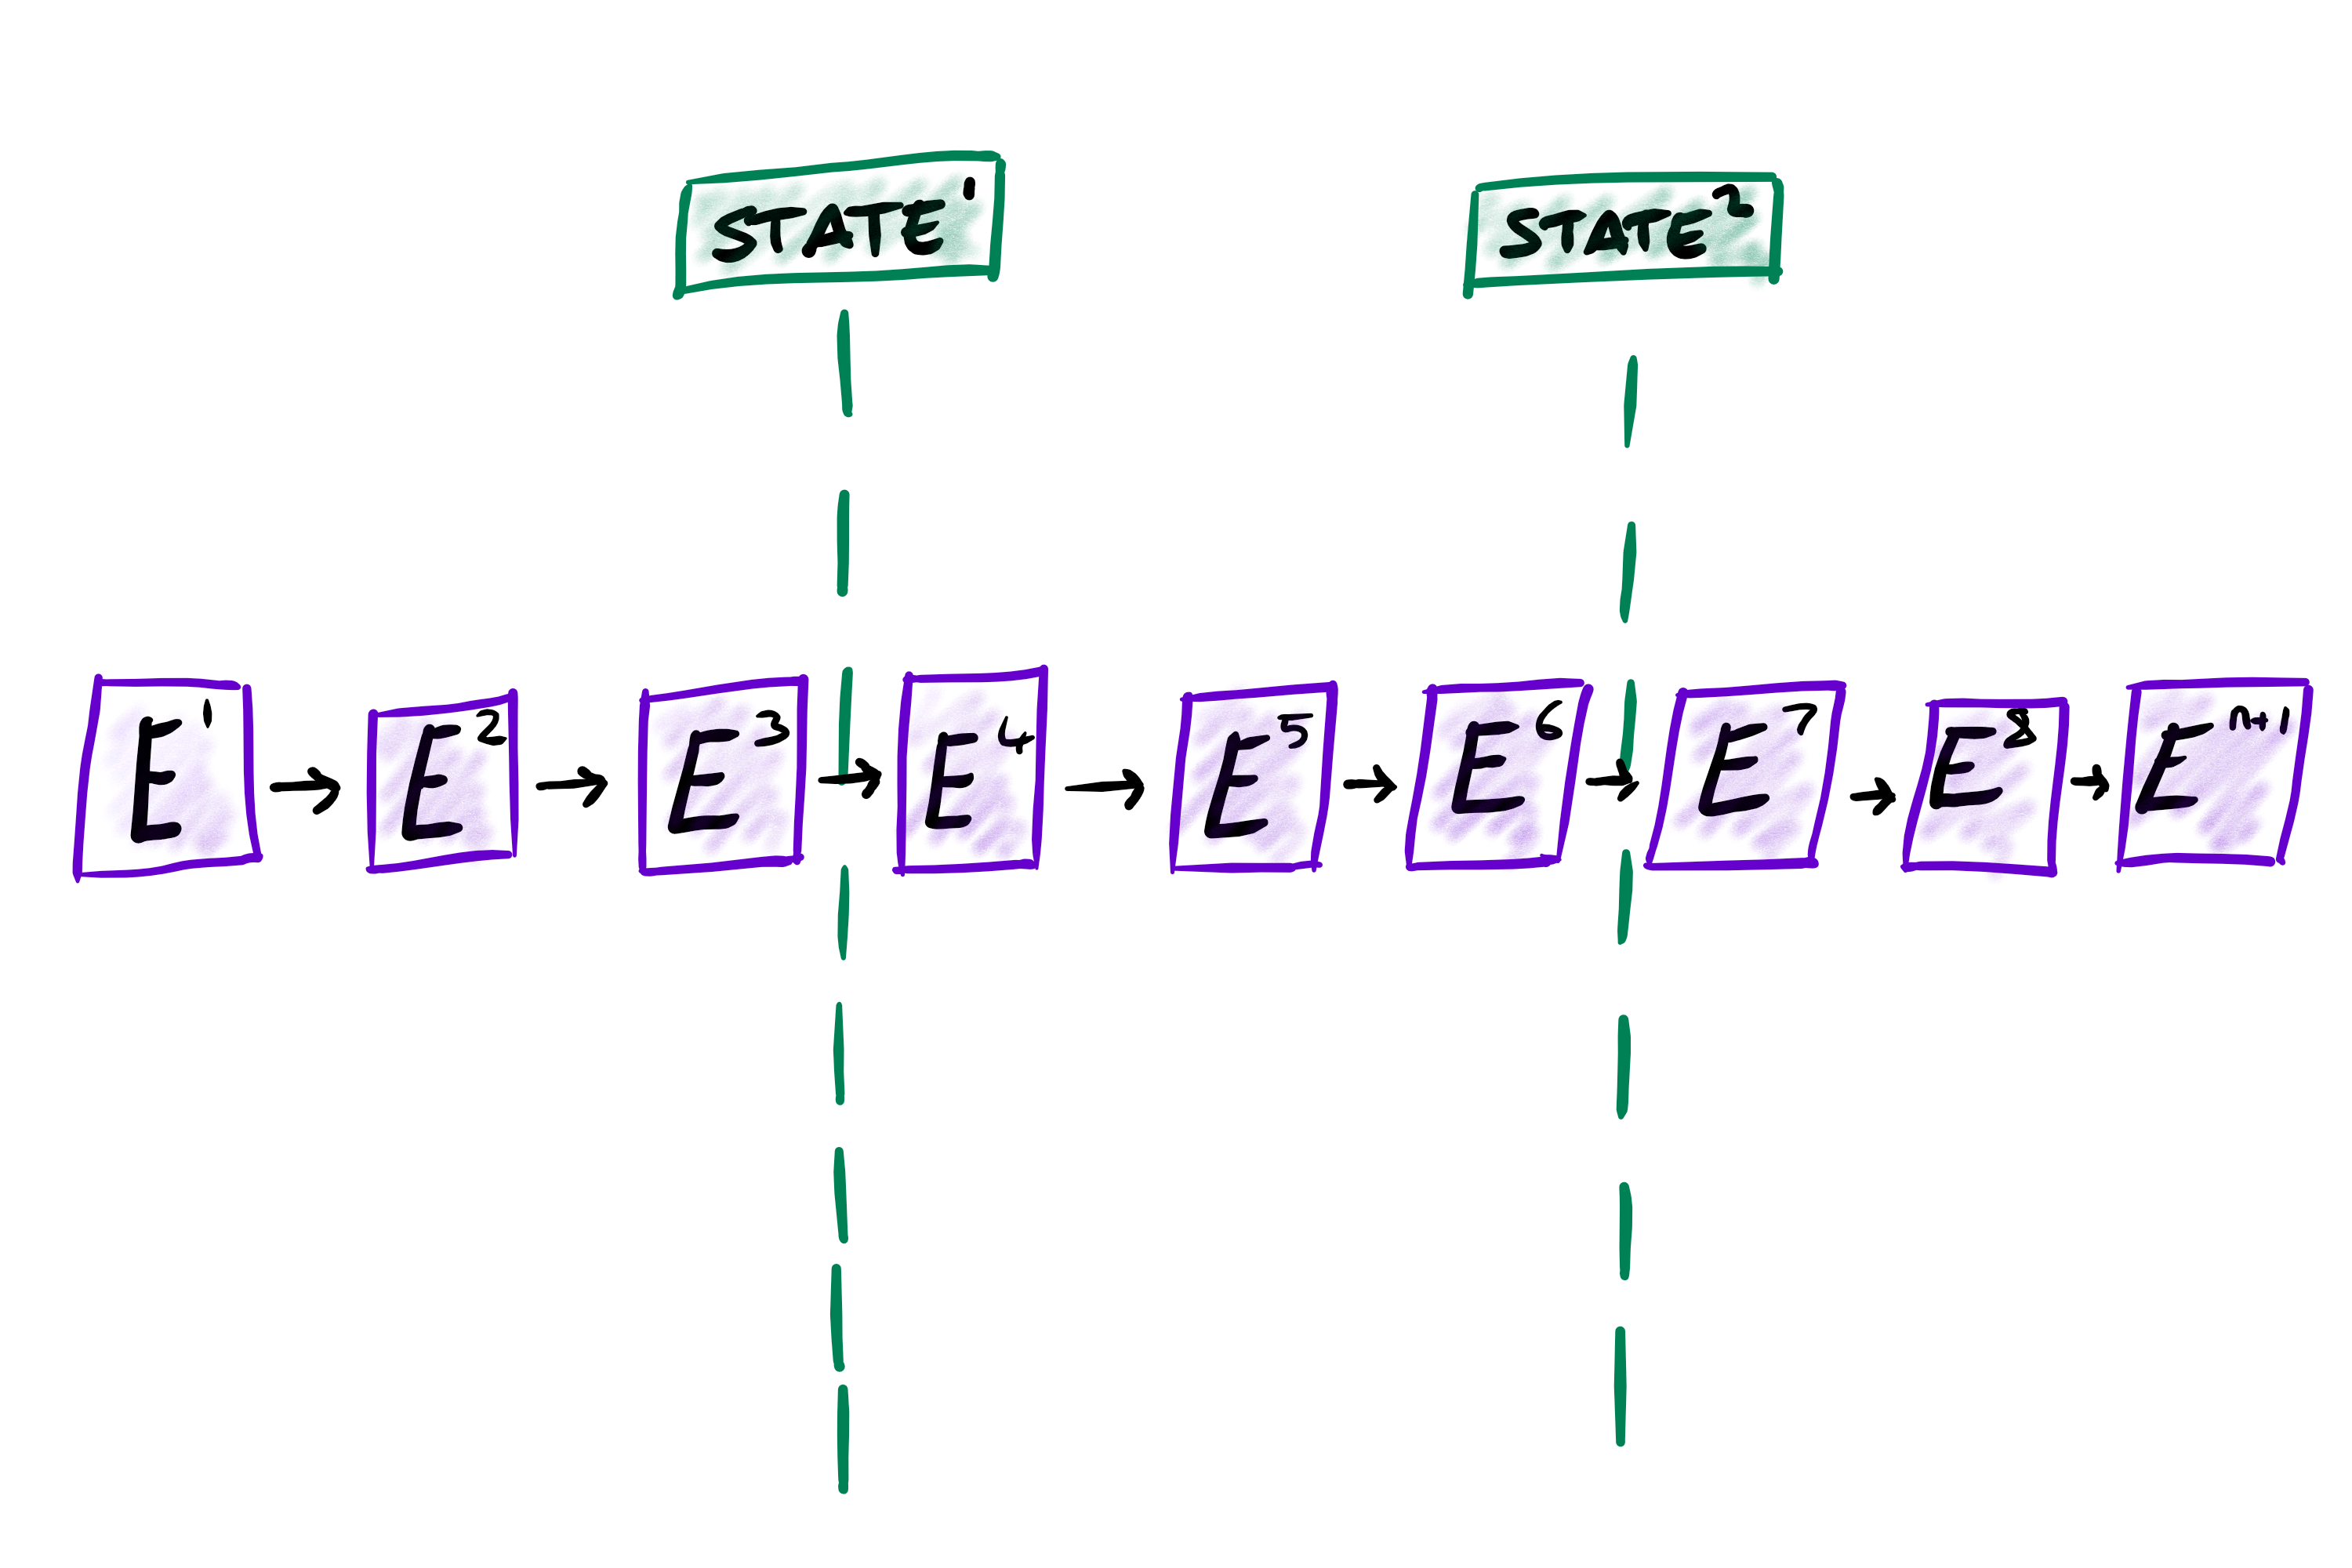 STATE¹ STATE²
E¹ E² E³ E⁴ E⁵ E⁶ E⁷ E⁸ Eⁿ⁺¹